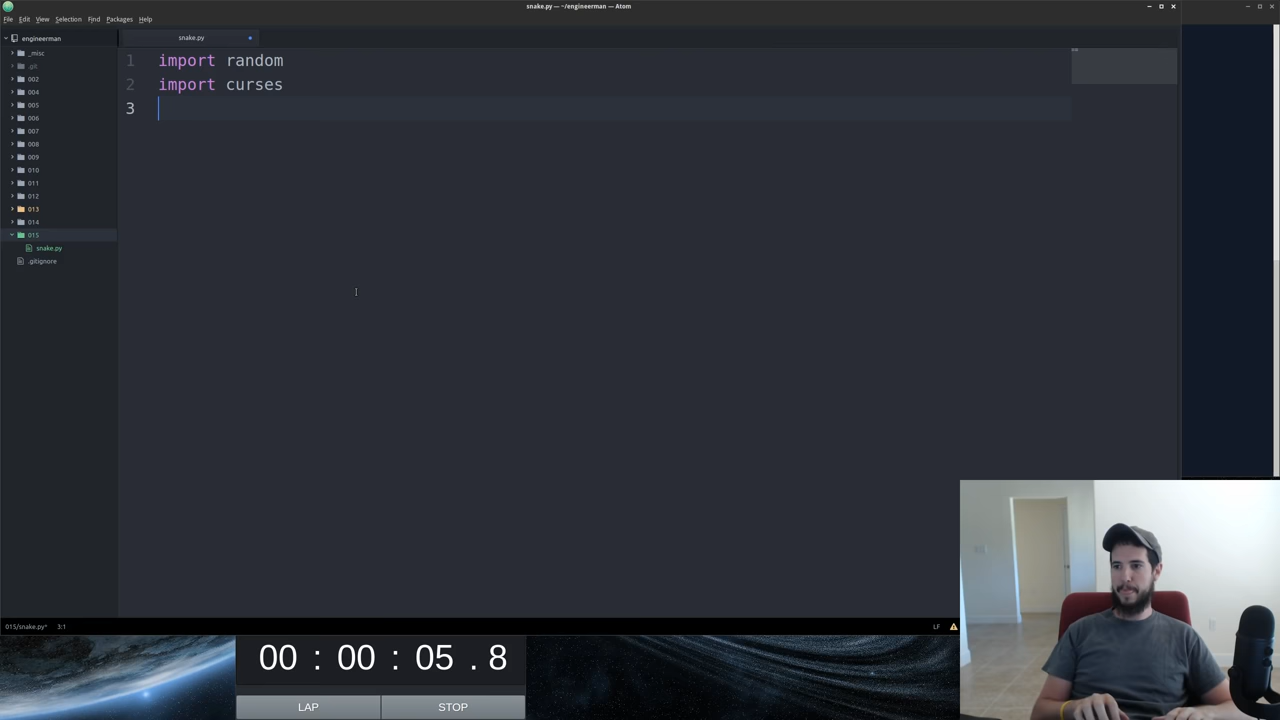 snake.py — ~/engineerman — Atom
File Edit View Selection Find Packages Help
engineerman
snake.py
_misc
.git
002
004
005
006
007
008
009
010
011
012
013
014
015
snake.py
.gitignore
1 import random
2 import curses
3
015/snake.py*
3:1
LF
00 : 00 : 05 . 8
LAP
STOP